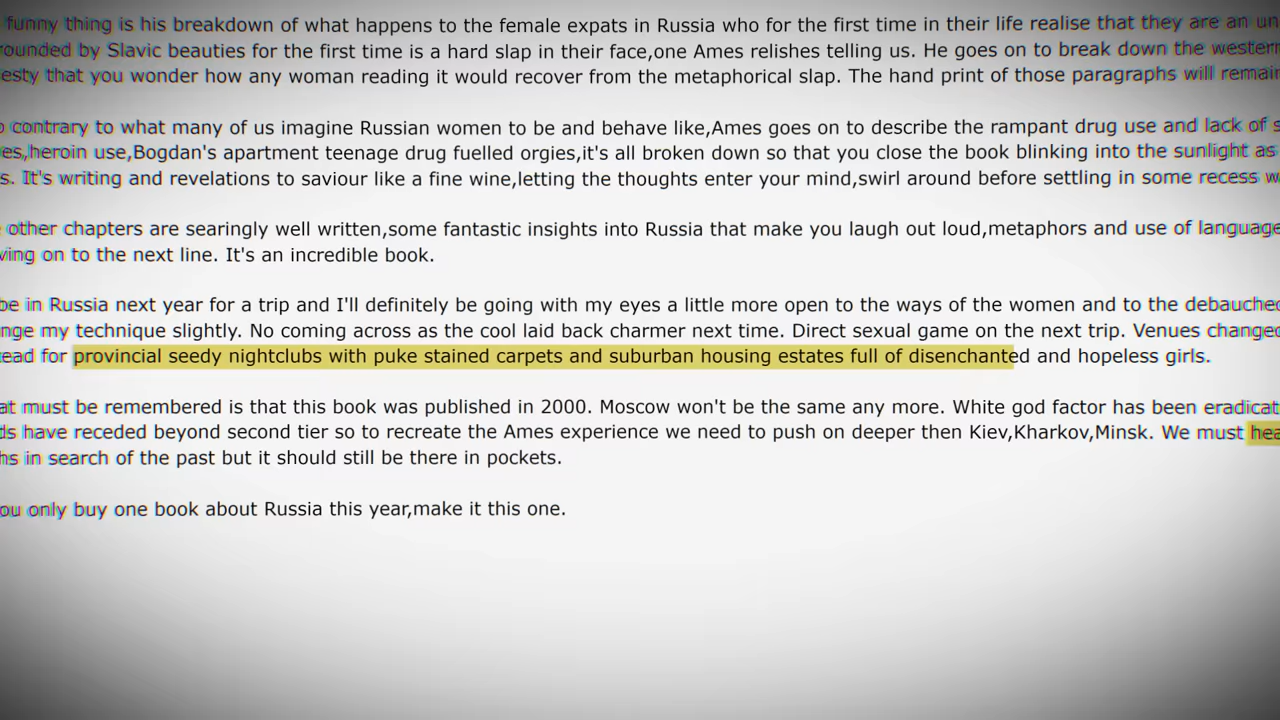 funny thing is his breakdown of what happens to the female expats in Russia who for the first time in their life realise that they are an un
rounded by Slavic beauties for the first time is a hard slap in their face,one Ames relishes telling us. He goes on to break down the western
esty that you wonder how any woman reading it would recover from the metaphorical slap. The hand print of those paragraphs will remain
o contrary to what many of us imagine Russian women to be and behave like,Ames goes on to describe the rampant drug use and lack of s
es,heroin use,Bogdan's apartment teenage drug fuelled orgies,it's all broken down so that you close the book blinking into the sunlight as
s. It's writing and revelations to saviour like a fine wine,letting the thoughts enter your mind,swirl around before settling in some recess w
other chapters are searingly well written,some fantastic insights into Russia that make you laugh out loud,metaphors and use of language
ving on to the next line. It's an incredible book.
be in Russia next year for a trip and I'll definitely be going with my eyes a little more open to the ways of the women and to the debauched
nge my technique slightly. No coming across as the cool laid back charmer next time. Direct sexual game on the next trip. Venues changed
ead for provincial seedy nightclubs with puke stained carpets and suburban housing estates full of disenchanted and hopeless girls.
at must be remembered is that this book was published in 2000. Moscow won't be the same any more. White god factor has been eradicat
ds have receded beyond second tier so to recreate the Ames experience we need to push on deeper then Kiev,Kharkov,Minsk. We must hea
hs in search of the past but it should still be there in pockets.
ou only buy one book about Russia this year,make it this one.